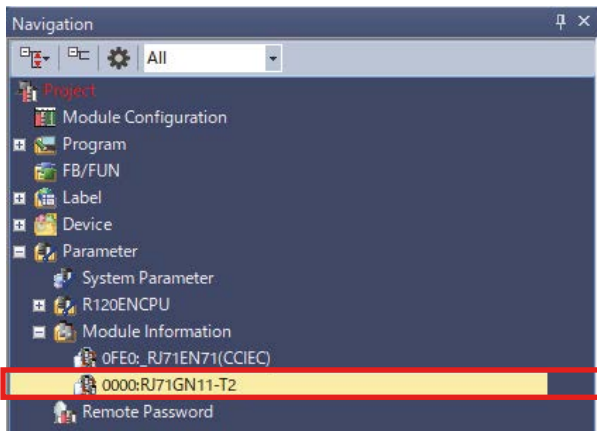 Navigation
All
Project
Module Configuration
Program
FB/FUN
Label
Device
Parameter
System Parameter
R120ENCPU
Module Information
0FE0:_RJ71EN71(CCIEC)
0000:RJ71GN11-T2
Remote Password